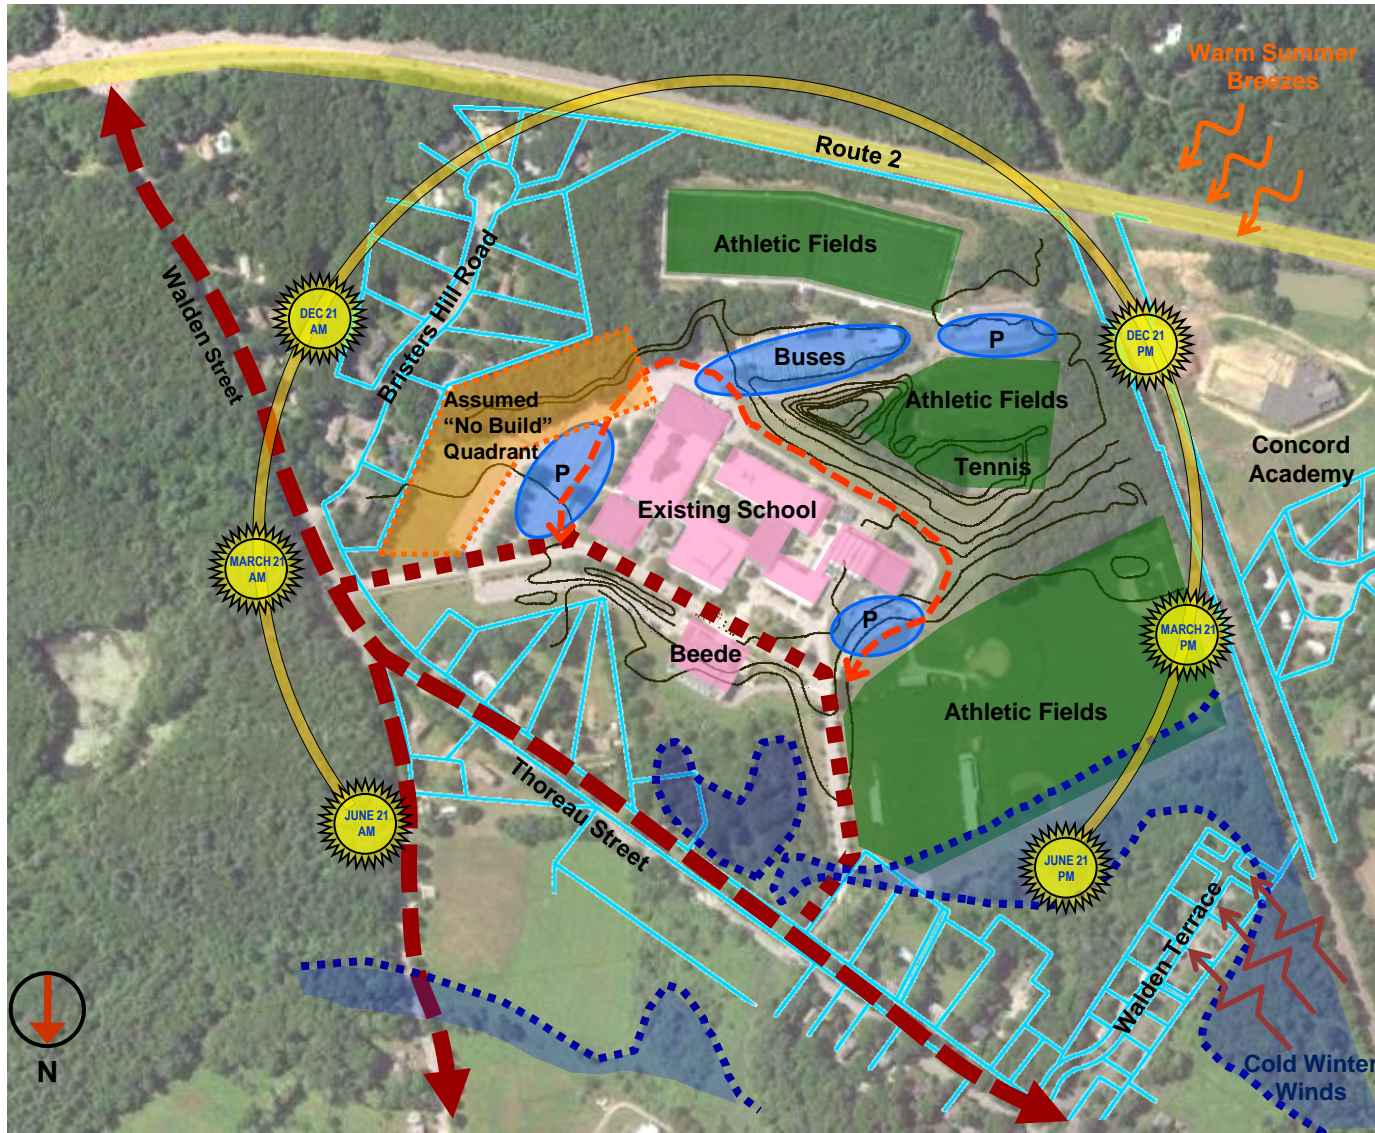 Warm Summer
Breezes
Route 2
Athletic Fields
Walden Street
Bristers Hill Road
DEC 21
AM
DEC 21
PM
Buses
P
Assumed
“No Build”
Quadrant
Athletic Fields
Tennis
P
Existing School
Concord
Academy
MARCH 21
AM
P
MARCH 21
PM
Beede
Athletic Fields
Thoreau Street
JUNE 21
AM
JUNE 21
PM
Walden Terrace
N
Cold Winter
Winds